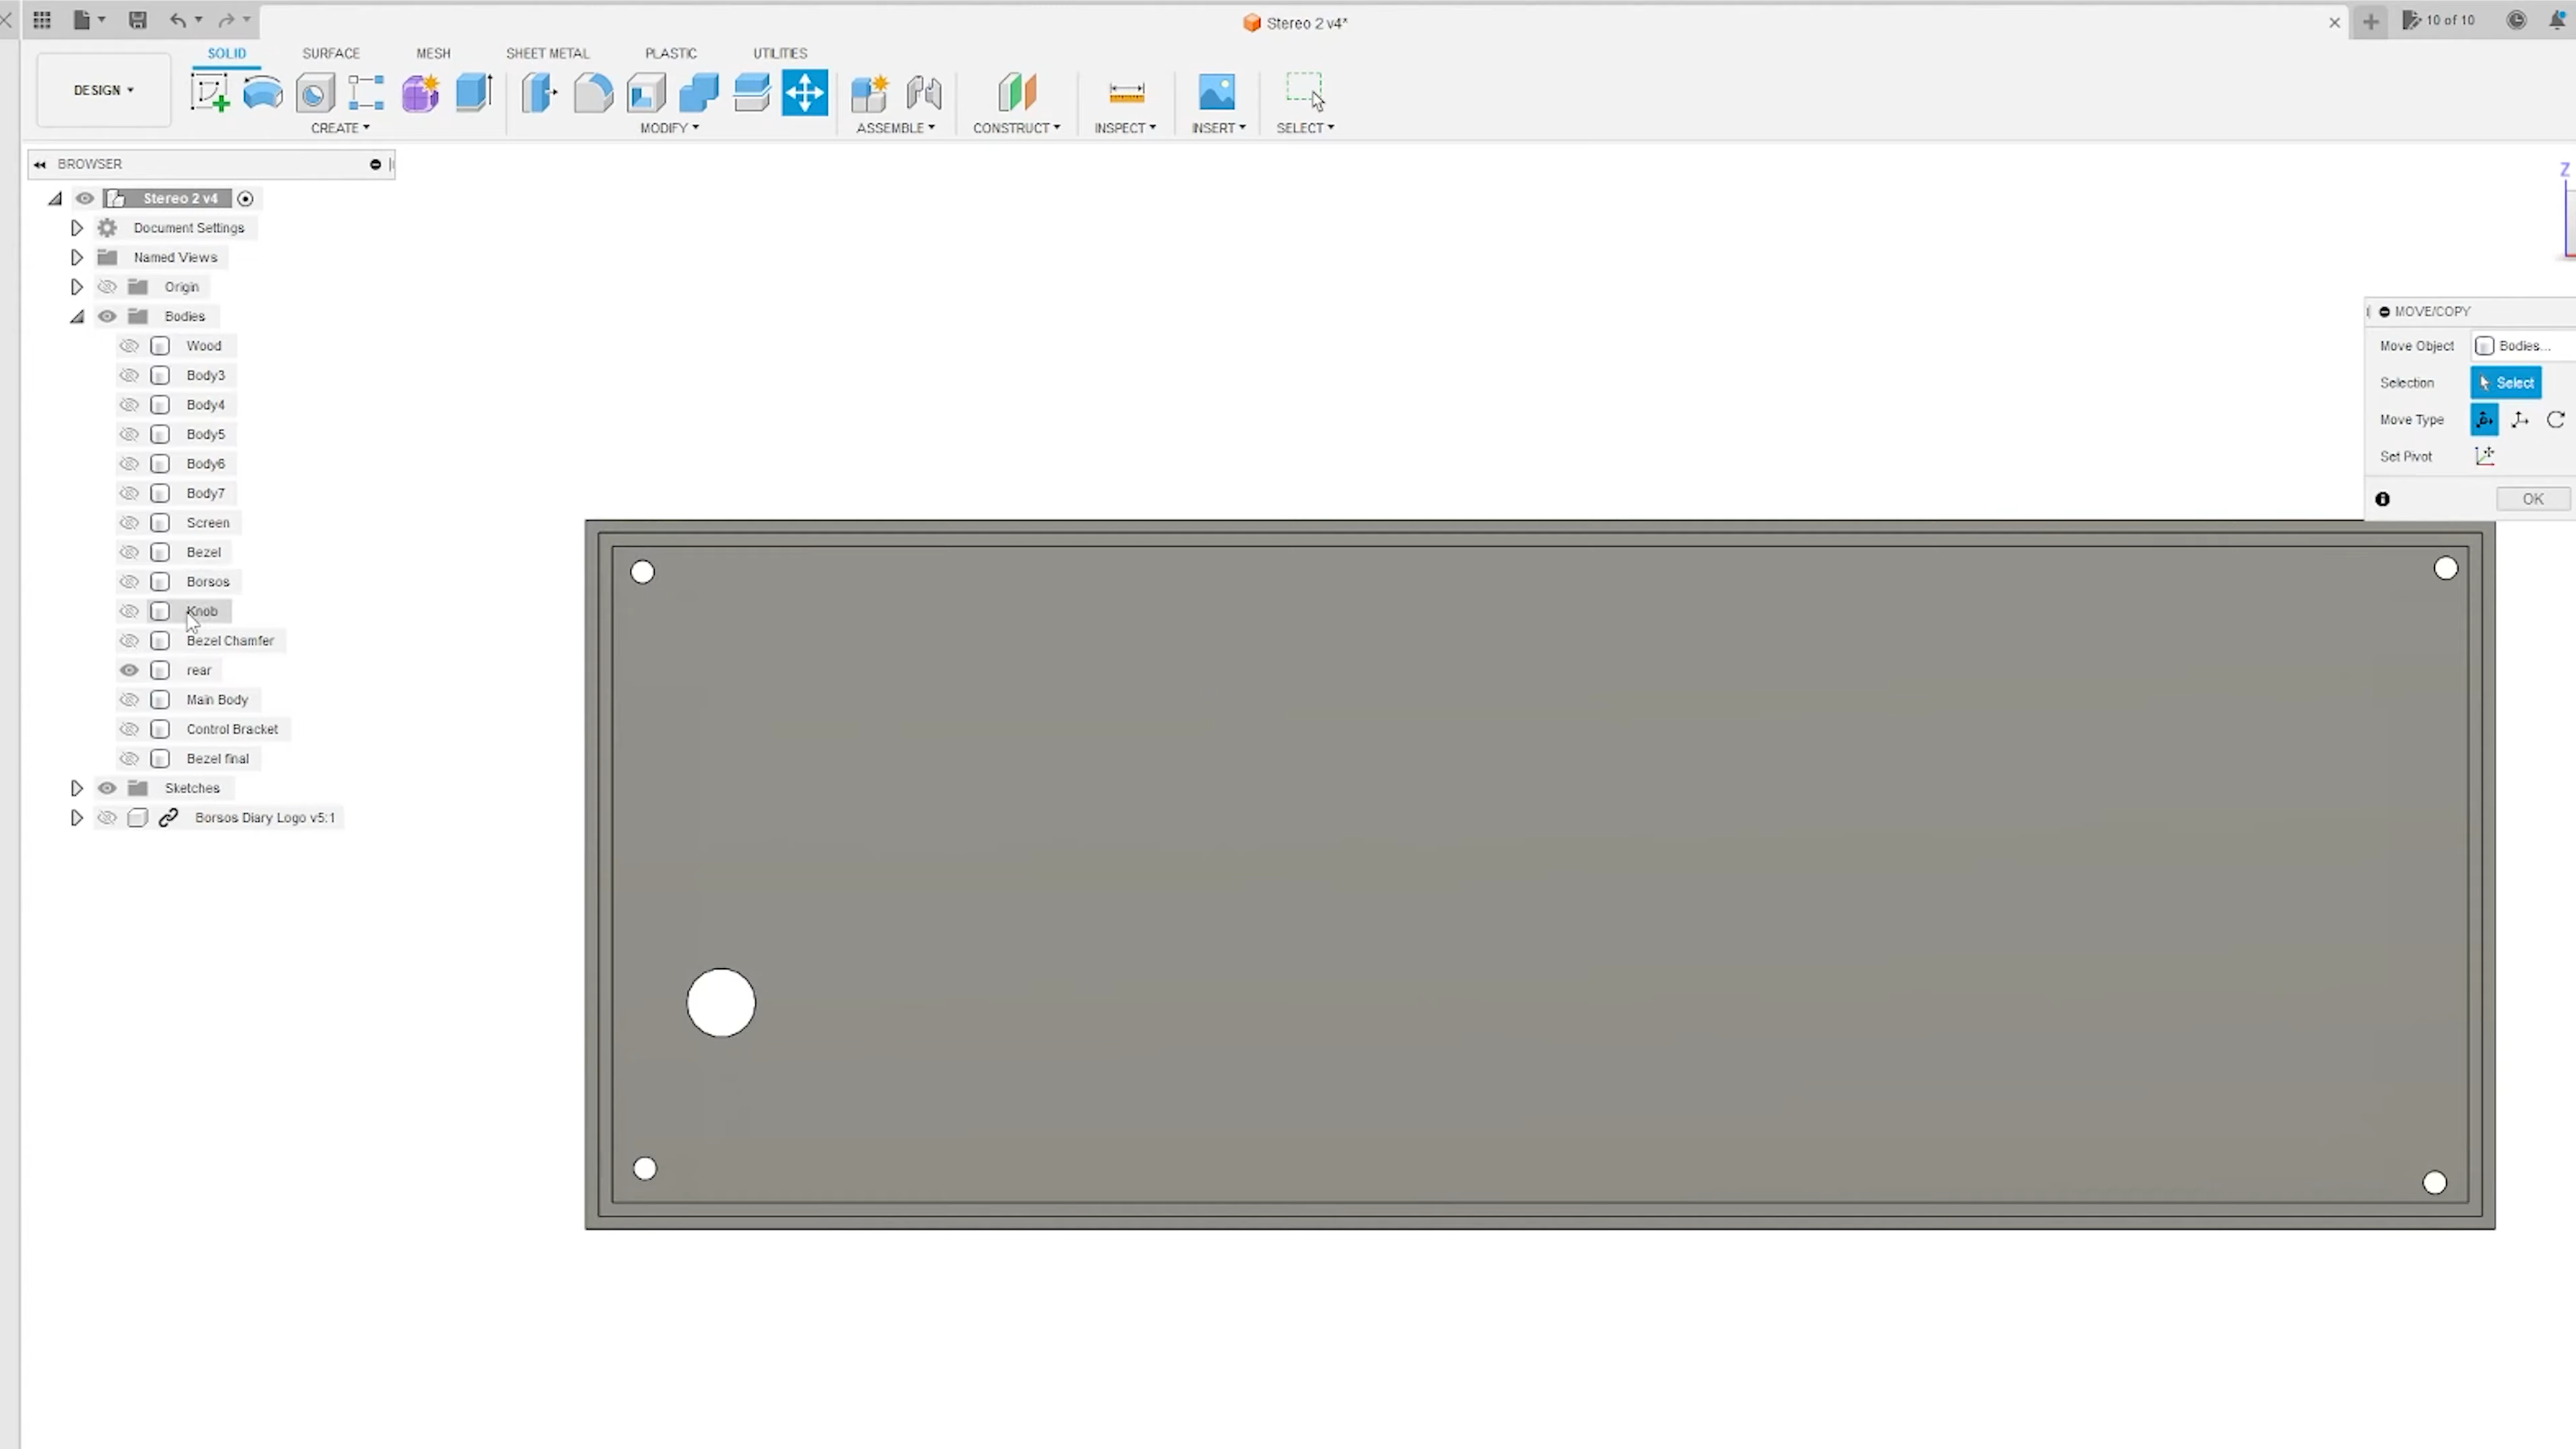 Stereo 2 v4*
10 of 10
SOLID SURFACE MESH SHEET METAL PLASTIC UTILITIES
DESIGN
CREATE MODIFY ASSEMBLE CONSTRUCT INSPECT INSERT SELECT
BROWSER
Stereo 2 v4
Document Settings
Named Views
Origin
Bodies
Wood
Body3
Body4
Body5
Body6
Body7
Screen
Bezel
Borsos
Knob
Bezel Chamfer
rear
Main Body
Control Bracket
Bezel final
Sketches
Borsos Diary Logo v5:1
Z
MOVE/COPY
Move Object Bodies...
Selection Select
Move Type
Set Pivot
OK